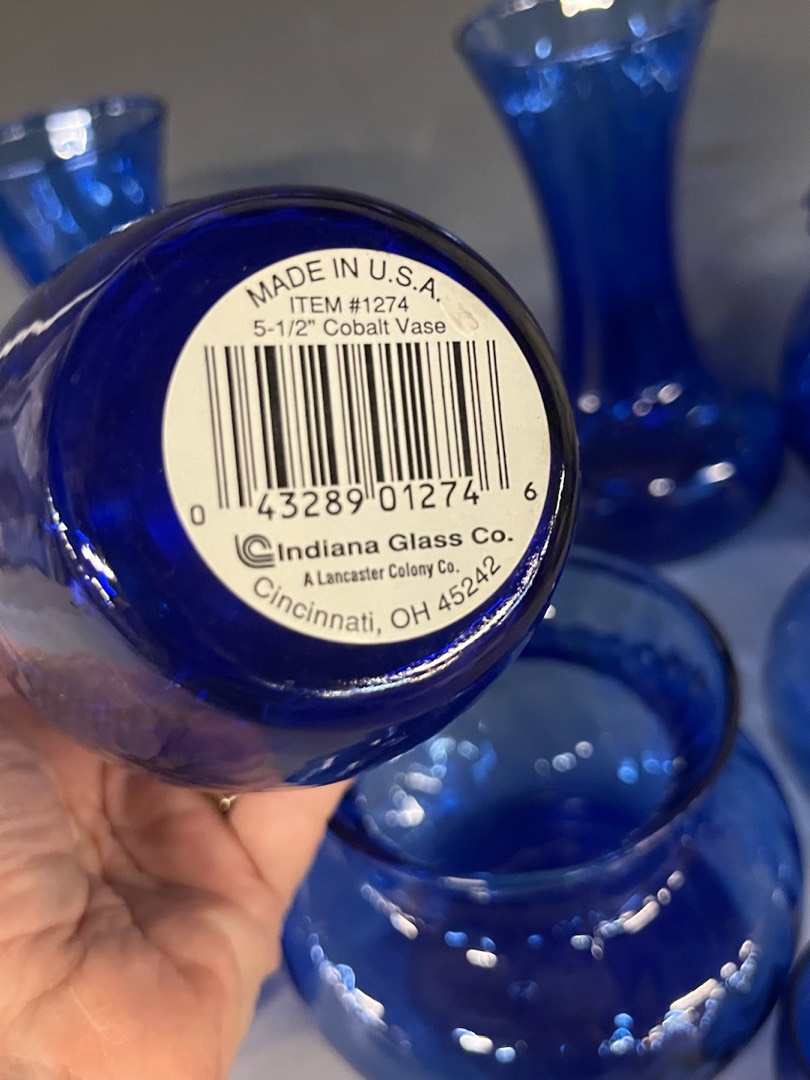 MADE IN U.S.A.
ITEM #1274
5-1/2" Cobalt Vase
0 43289 01274 6
Indiana Glass Co.
A Lancaster Colony Co.
Cincinnati, OH 45242